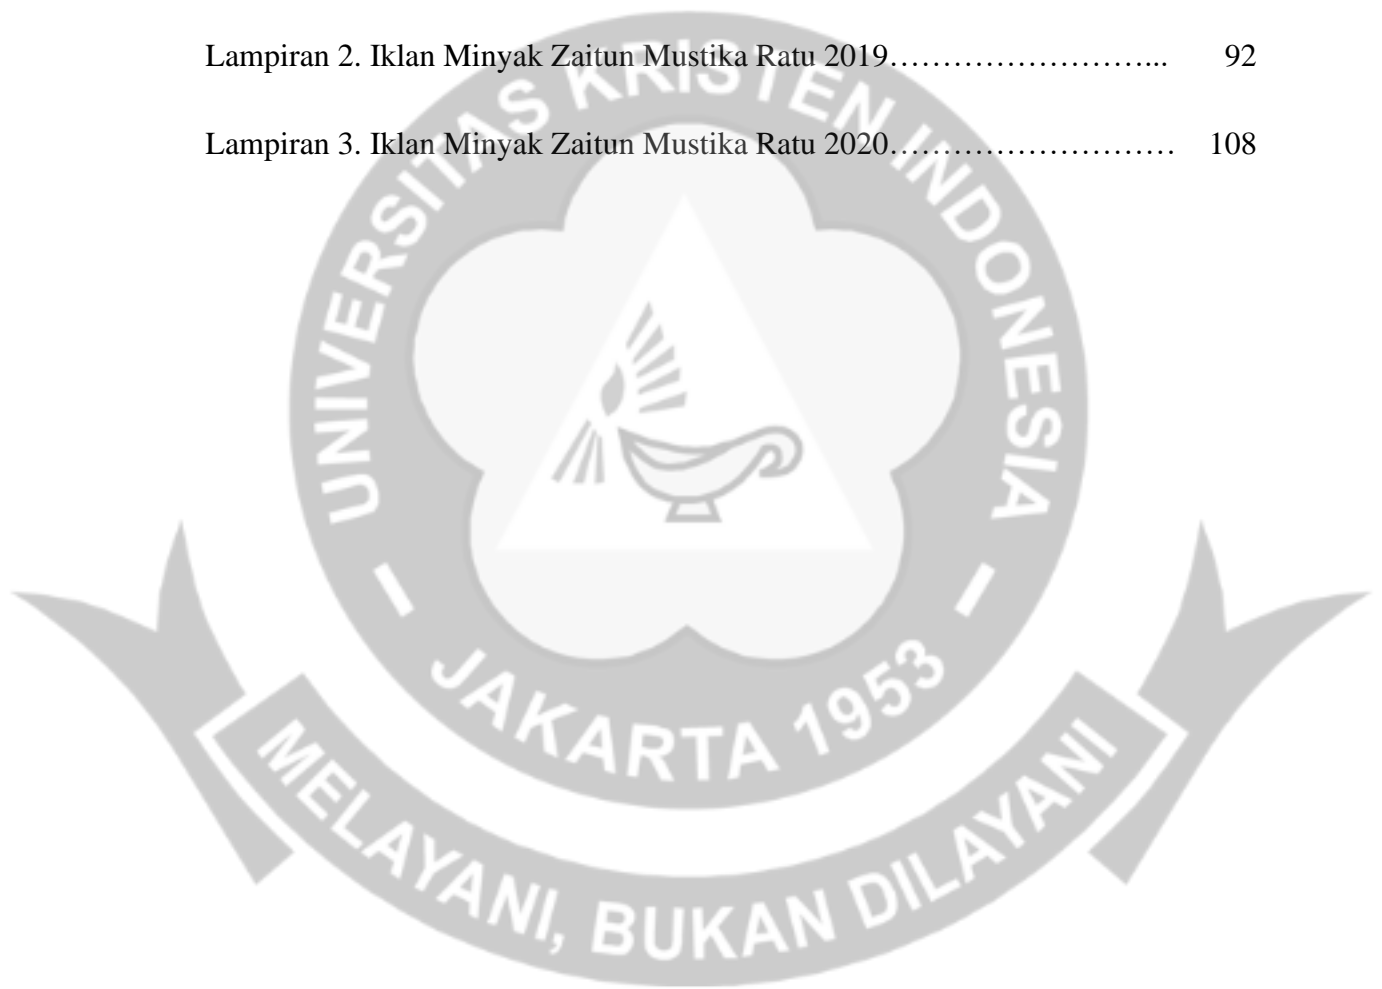 Lampiran 2. Iklan Minyak Zaitun Mustika Ratu 2019……………………... 92
Lampiran 3. Iklan Minyak Zaitun Mustika Ratu 2020……………………… 108
UNIVERSITAS KRISTEN INDONESIA
JAKARTA 1953
MELAYANI, BUKAN DILAYANI